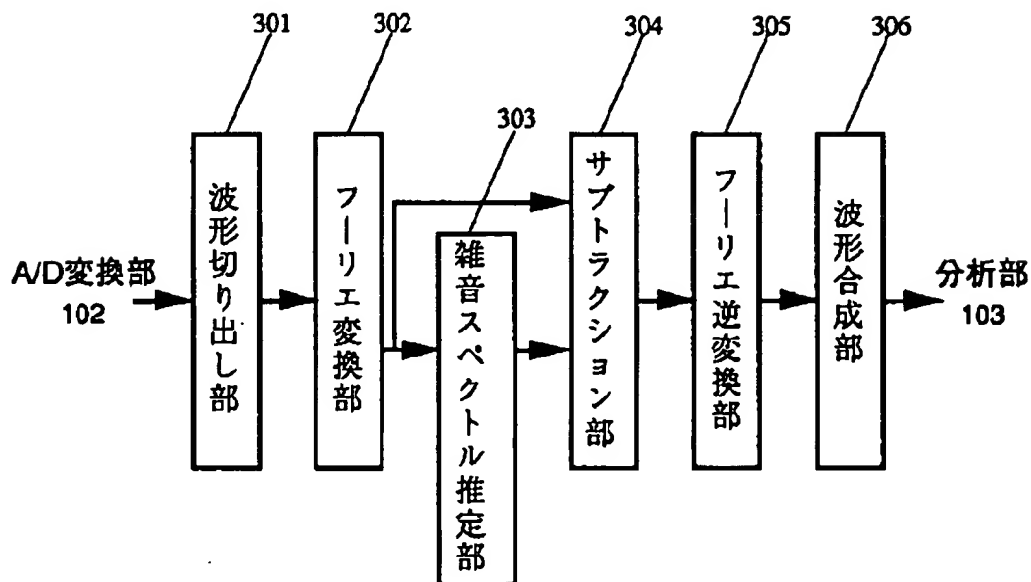 301
302
303
304
305
306
A/D変換部
102
波形切り出し部
フーリエ変換部
雑音スペクトル推定部
サブトラクション部
フーリエ逆変換部
波形合成部
分析部
103